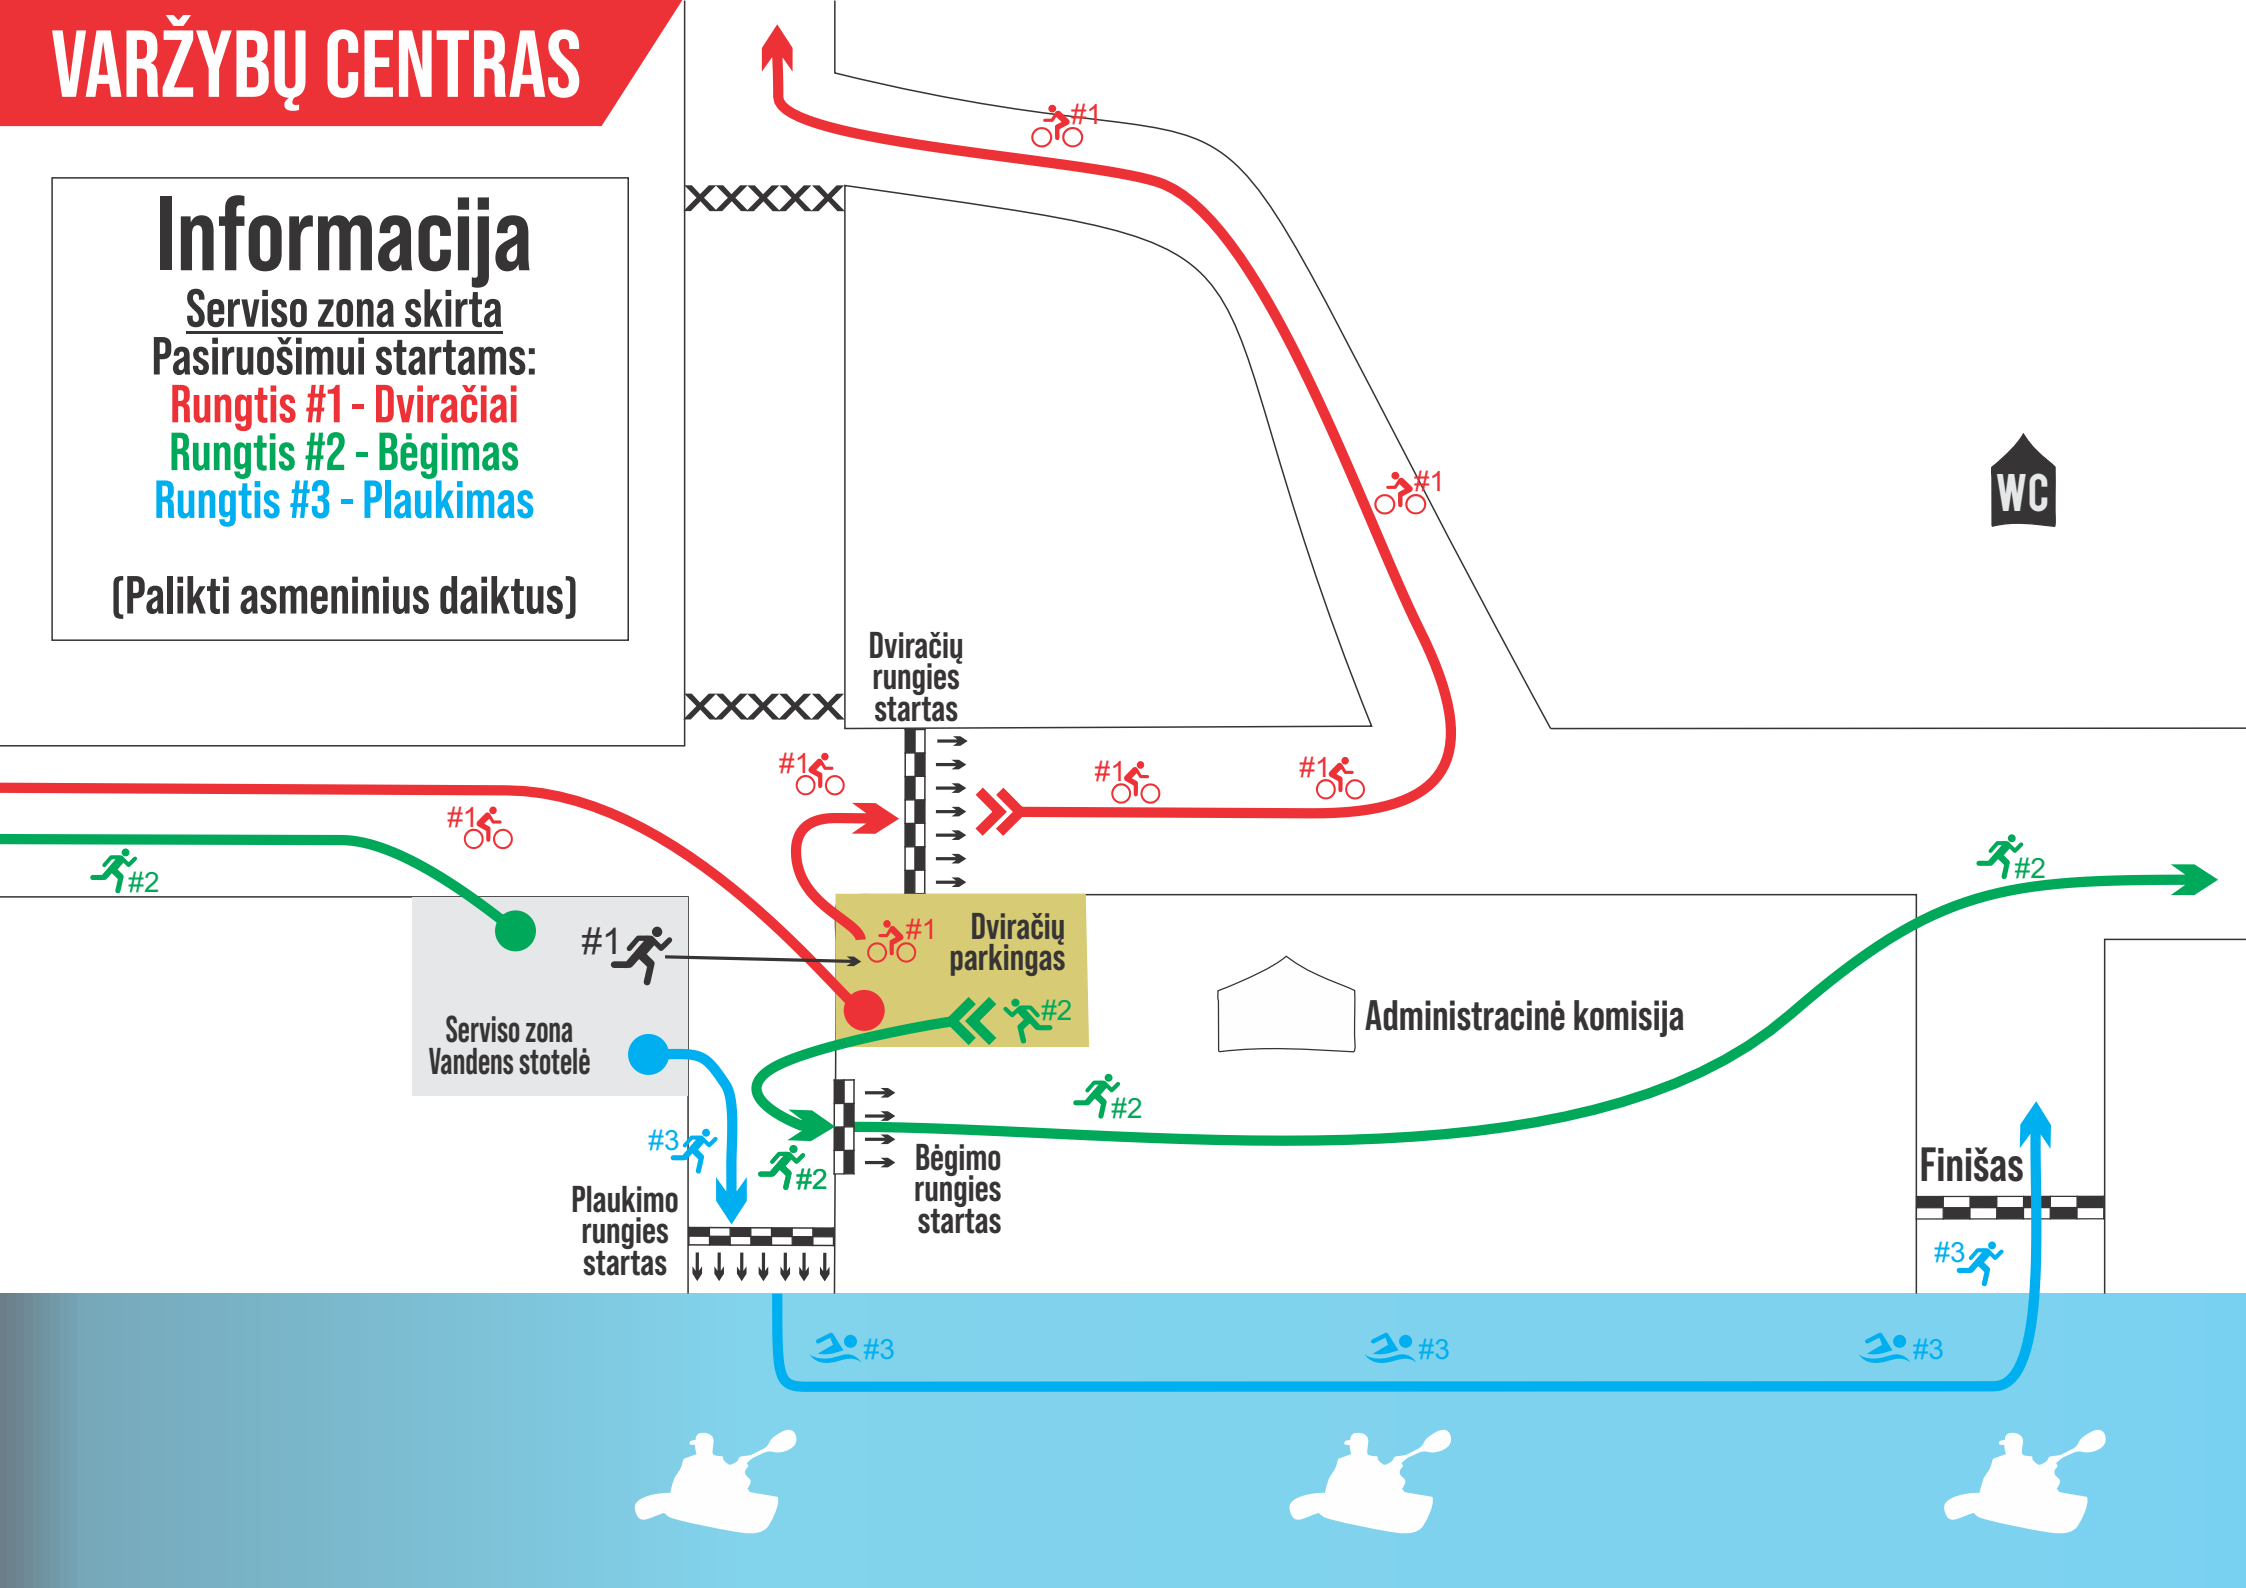 VARŽYBŲ CENTRAS
Informacija
Serviso zona skirta
Pasiruošimui startams:
Rungtis #1 - Dviračiai
Rungtis #2 - Bėgimas
Rungtis #3 - Plaukimas
(Palikti asmeninius daiktus)
#1
#1
WC
Dviračių
rungies
startas
#1
#1
#1
#1
#2
#2
#1
#1
Dviračių
parkingas
#2
Serviso zona
Vandens stotelė
Administracinė komisija
#2
#3
#2
Bėgimo
rungies
startas
Plaukimo
rungies
startas
Finišas
#3
#3
#3
#3